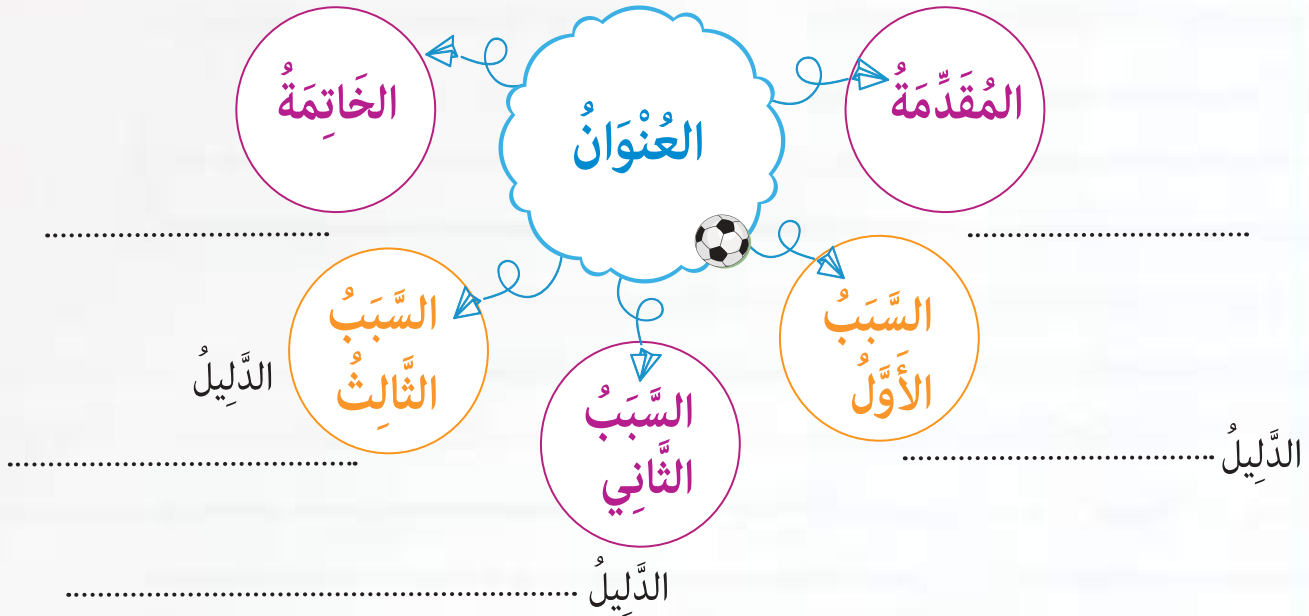 العُنْوَانُ
المُقَدِّمَةُ
................................
السَّبَبُ
الأَوَّلُ
الدَّلِيلُ ................................
السَّبَبُ
الثَّانِي
الدَّلِيلُ ................................
السَّبَبُ
الثَّالِثُ
الدَّلِيلُ
................................
الخَاتِمَةُ
................................